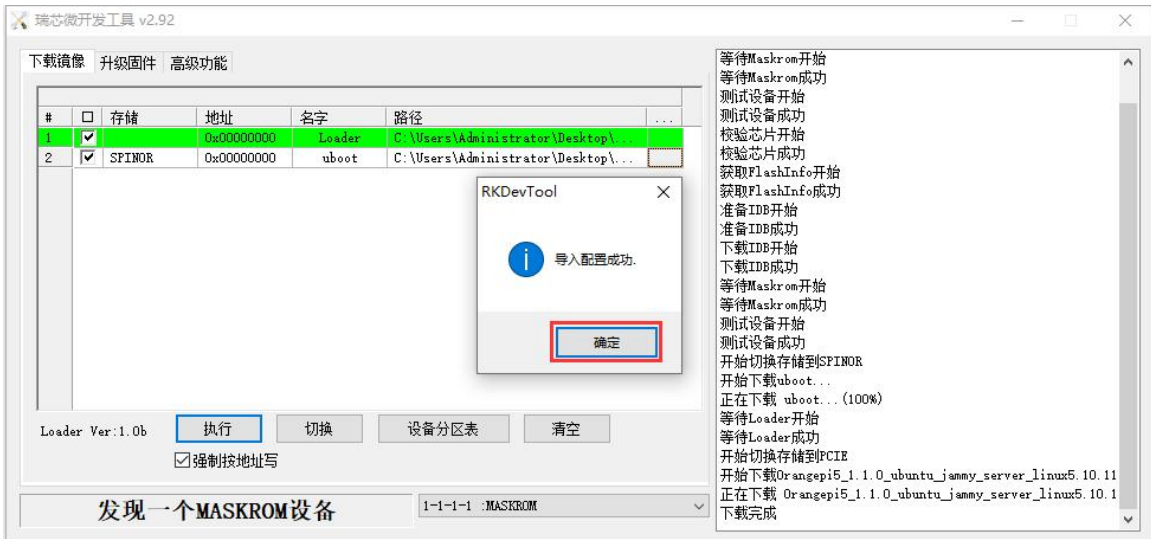 瑞芯微开发工具 v2.92
下载镜像 升级固件 高级功能
# 存储 地址 名字 路径 ...
1 0x00000000 Loader C:\Users\Administrator\Desktop\...
2 SPINOR 0x00000000 uboot C:\Users\Administrator\Desktop\...
RKDevTool
导入配置成功.
确定
Loader Ver:1.0b 执行 切换 设备分区表 清空
强制按地址写
发现一个MASKROM设备 1-1-1-1 :MASKROM
等待Maskrom开始
等待Maskrom成功
测试设备开始
测试设备成功
校验芯片开始
校验芯片成功
获取FlashInfo开始
获取FlashInfo成功
准备IDB开始
准备IDB成功
下载IDB开始
下载IDB成功
等待Maskrom开始
等待Maskrom成功
测试设备开始
测试设备成功
开始切换存储到SPINOR
开始下载uboot...
正在下载 uboot...(100%)
等待Loader开始
等待Loader成功
开始切换存储到PCIE
开始下载Orangepi5_1.1.0_ubuntu_jammy_server_linux5.10.11
正在下载 Orangepi5_1.1.0_ubuntu_jammy_server_linux5.10.1
下载完成